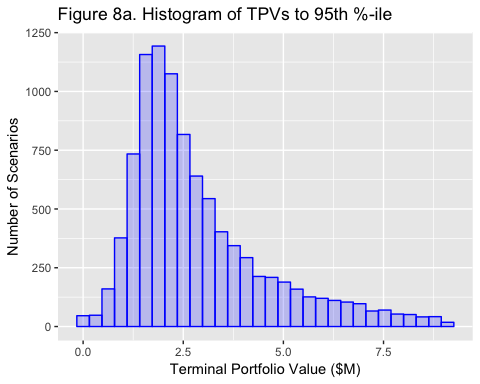 Figure 8a. Histogram of TPVs to 95th %-ile
1250
1000
750
500
250
0
Number of Scenarios
0.0 2.5 5.0 7.5
Terminal Portfolio Value ($M)